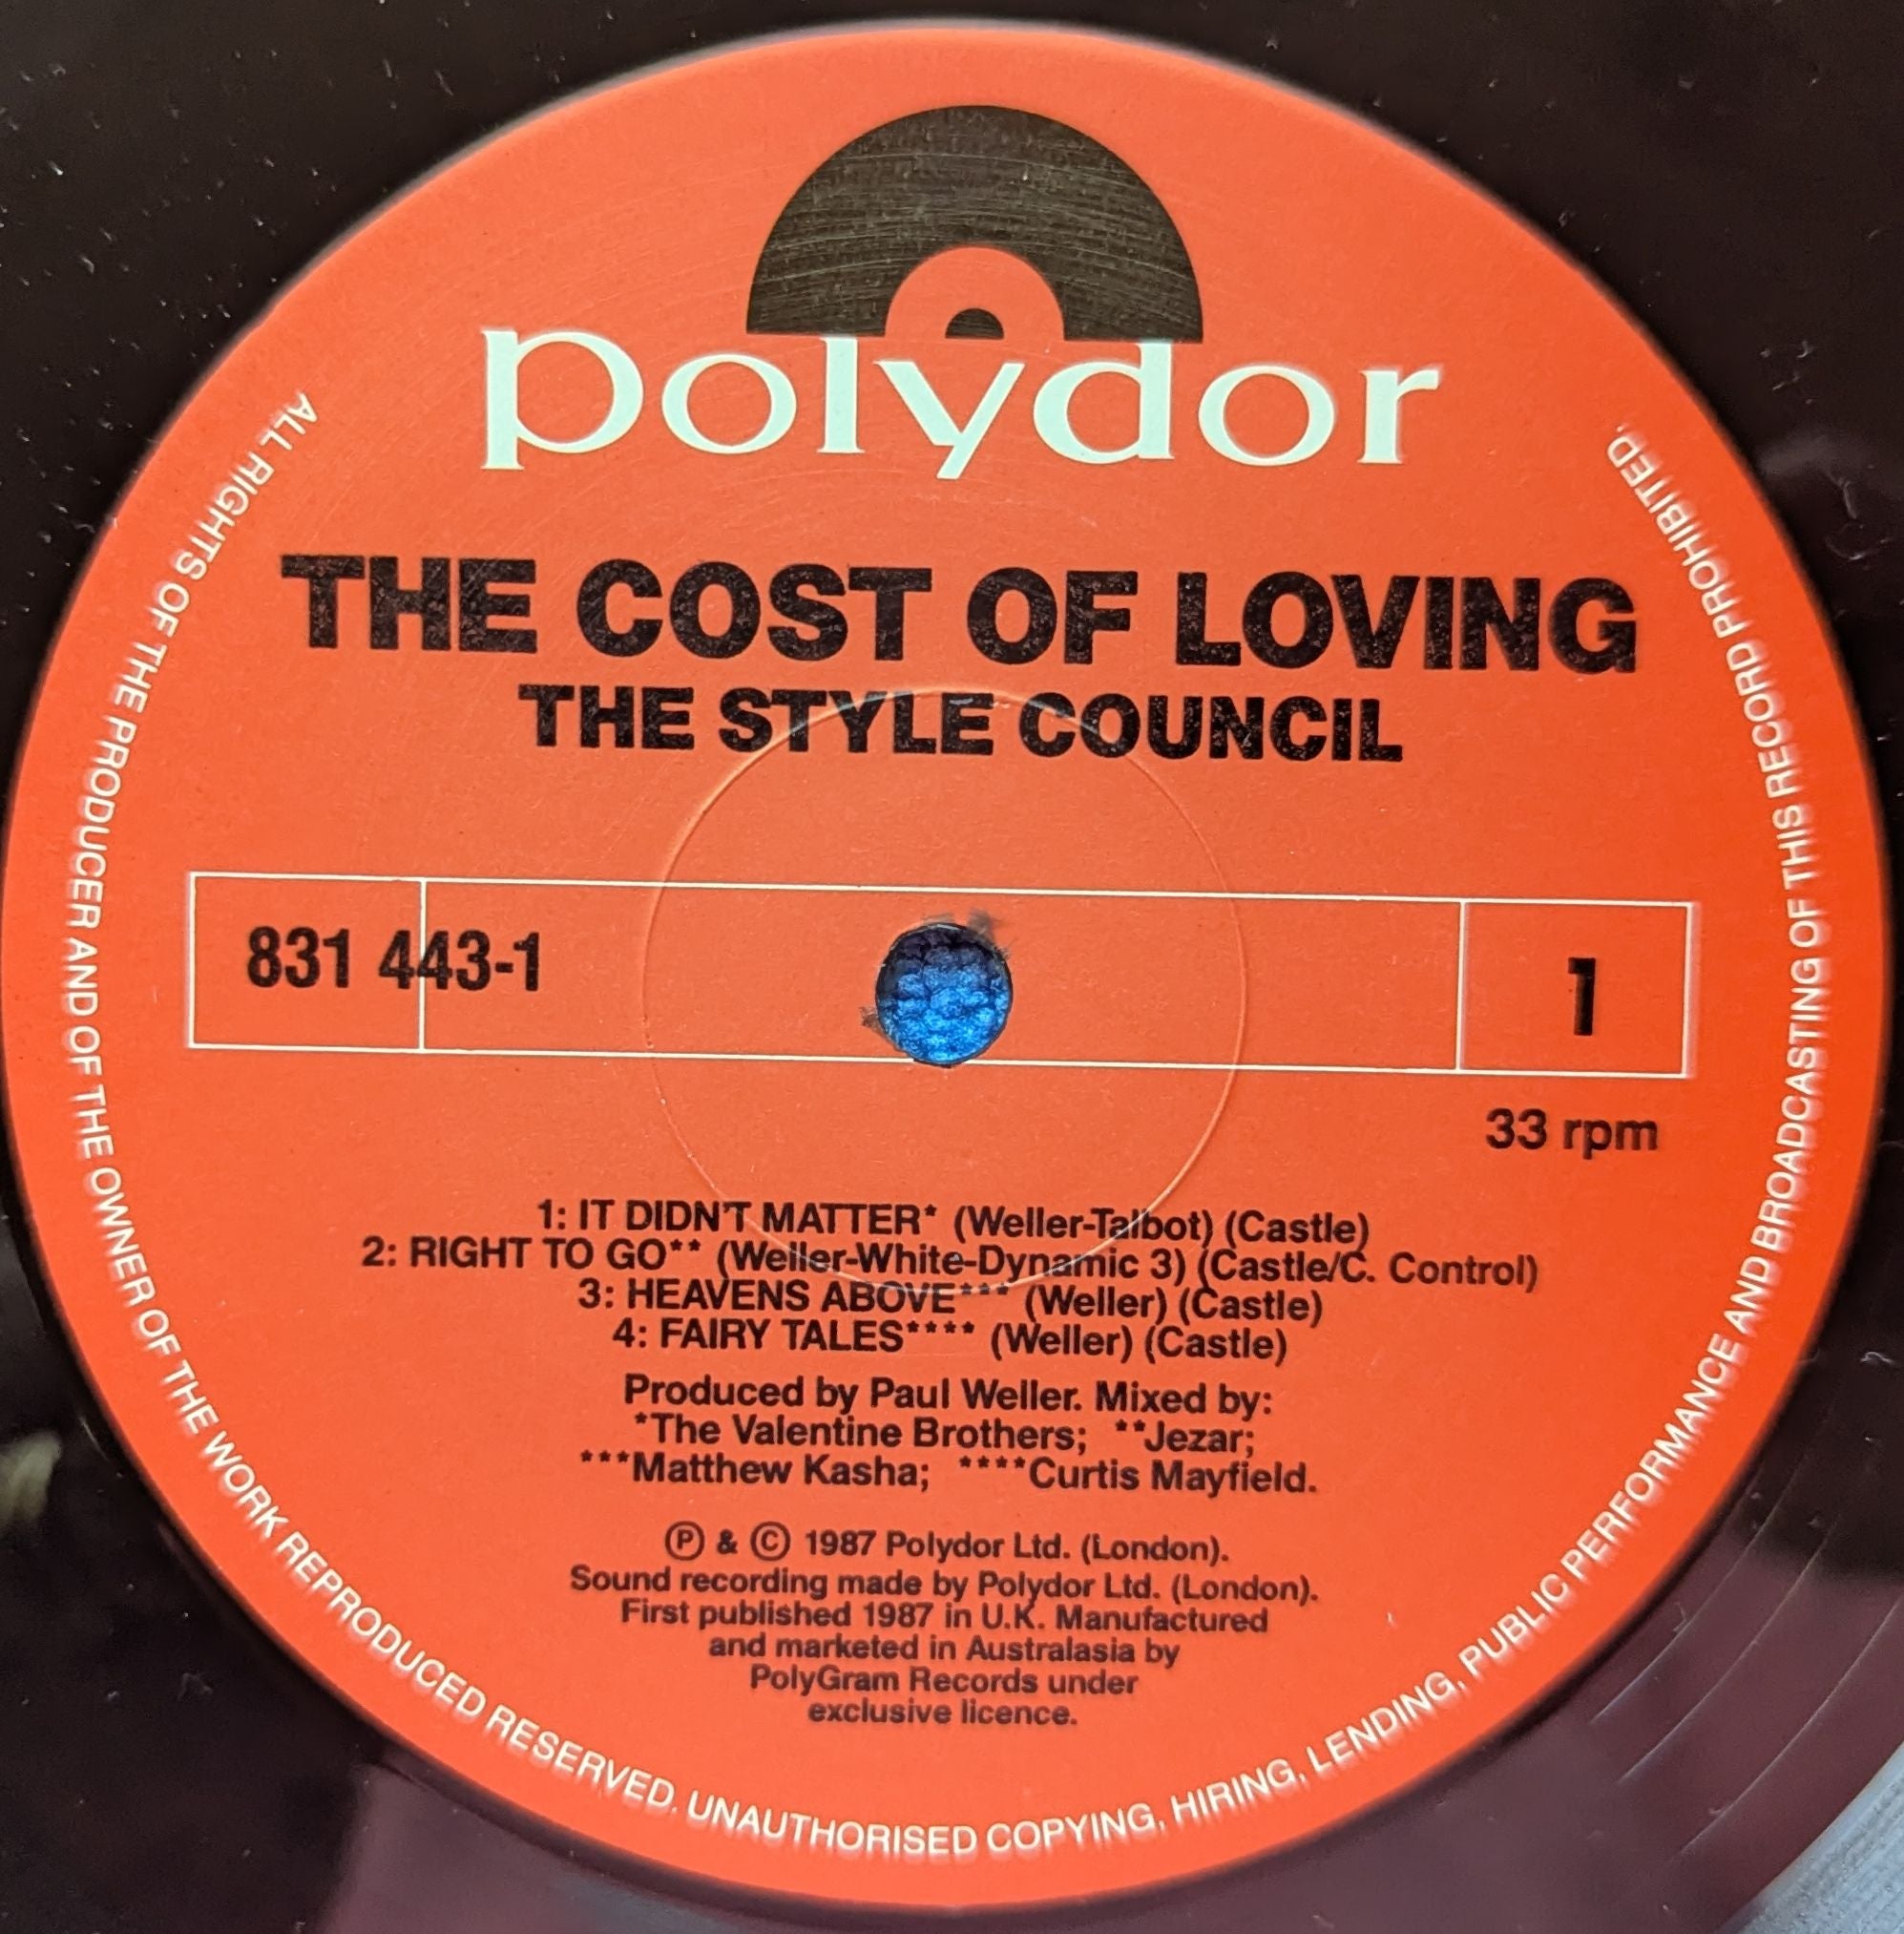 polydor
THE COST OF LOVING
THE STYLE COUNCIL
831 443-1
1
33 rpm
1: IT DIDN'T MATTER* (Weller-Talbot) (Castle)
2: RIGHT TO GO** (Weller-White-Dynamic 3) (Castle/C. Control)
3: HEAVENS ABOVE*** (Weller) (Castle)
4: FAIRY TALES**** (Weller) (Castle)
Produced by Paul Weller. Mixed by:
*The Valentine Brothers; **Jezar;
***Matthew Kasha; ****Curtis Mayfield.
Ⓟ & © 1987 Polydor Ltd. (London).
Sound recording made by Polydor Ltd. (London).
First published 1987 in U.K. Manufactured
and marketed in Australasia by
PolyGram Records under
exclusive licence.
ALL RIGHTS OF THE PRODUCER AND OF THE OWNER OF THE WORK REPRODUCED RESERVED. UNAUTHORISED COPYING, HIRING, LENDING, PUBLIC PERFORMANCE AND BROADCASTING OF THIS RECORD PROHIBITED.